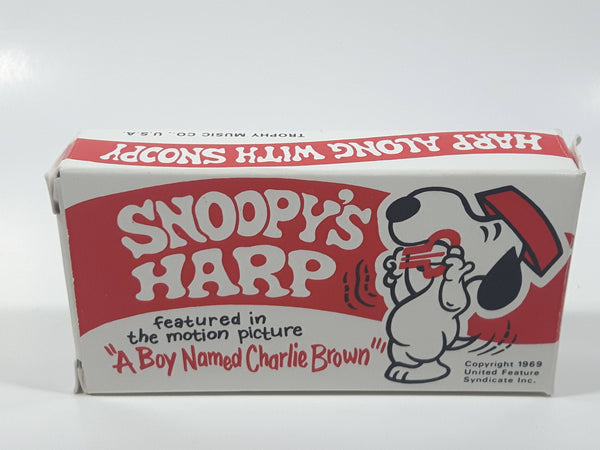 TROPHY MUSIC CO., U.S.A.
HARP ALONG WITH SNOOPY
SNOOPY'S
HARP
featured in
the motion picture
"A Boy Named Charlie Brown"
Copyright 1969
United Feature
Syndicate Inc.